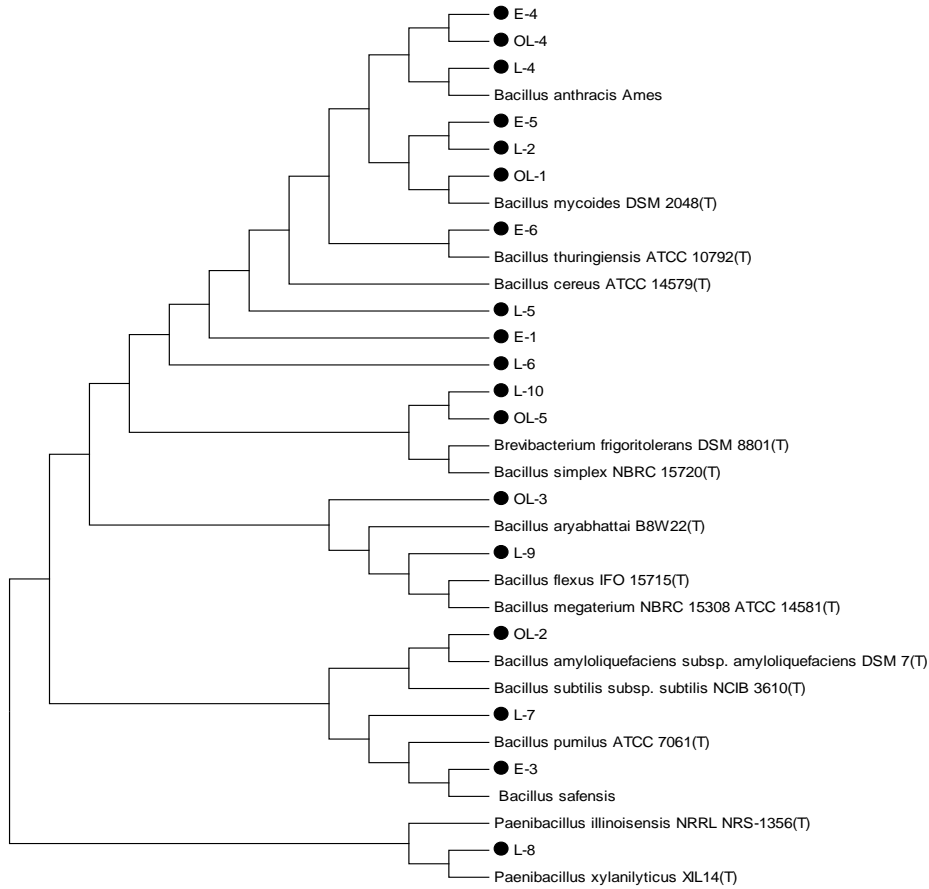 E-4
OL-4
L-4
Bacillus anthracis Ames
E-5
L-2
OL-1
Bacillus mycoides DSM 2048(T)
E-6
Bacillus thuringiensis ATCC 10792(T)
Bacillus cereus ATCC 14579(T)
L-5
E-1
L-6
L-10
OL-5
Brevibacterium frigoritolerans DSM 8801(T)
Bacillus simplex NBRC 15720(T)
OL-3
Bacillus aryabhattai B8W22(T)
L-9
Bacillus flexus IFO 15715(T)
Bacillus megaterium NBRC 15308 ATCC 14581(T)
OL-2
Bacillus amyloliquefaciens subsp. amyloliquefaciens DSM 7(T)
Bacillus subtilis subsp. subtilis NCIB 3610(T)
L-7
Bacillus pumilus ATCC 7061(T)
E-3
Bacillus safensis
Paenibacillus illinoisensis NRRL NRS-1356(T)
L-8
Paenibacillus xylanilyticus XIL14(T)